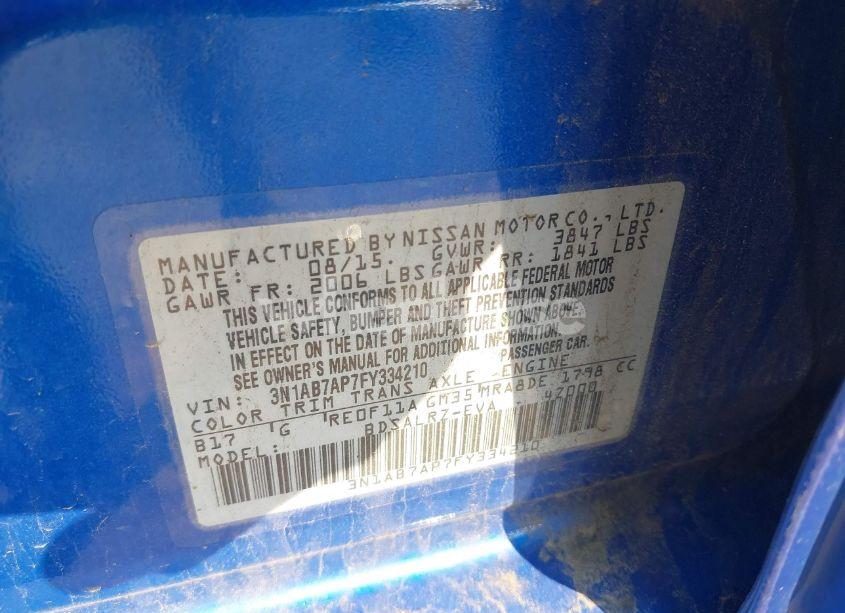 MANUFACTURED BY NISSAN MOTOR CO., LTD.
DATE: 08/15. GVWR: 3847 LBS
GAWR FR: 2006 LBS GAWR RR: 1841 LBS
THIS VEHICLE CONFORMS TO ALL APPLICABLE FEDERAL MOTOR
VEHICLE SAFETY, BUMPER AND THEFT PREVENTION STANDARDS
IN EFFECT ON THE DATE OF MANUFACTURE SHOWN ABOVE.
SEE OWNER'S MANUAL FOR ADDITIONAL INFORMATION.
VIN: 3N1AB7AP7FY334210 PASSENGER CAR.
COLOR TRIM TRANS AXLE ENGINE
B17 G RE0F11A GM35 MRA8DE 1798 CC
MODEL: BDSALR7-EVA 42000
3N1AB7AP7FY334210